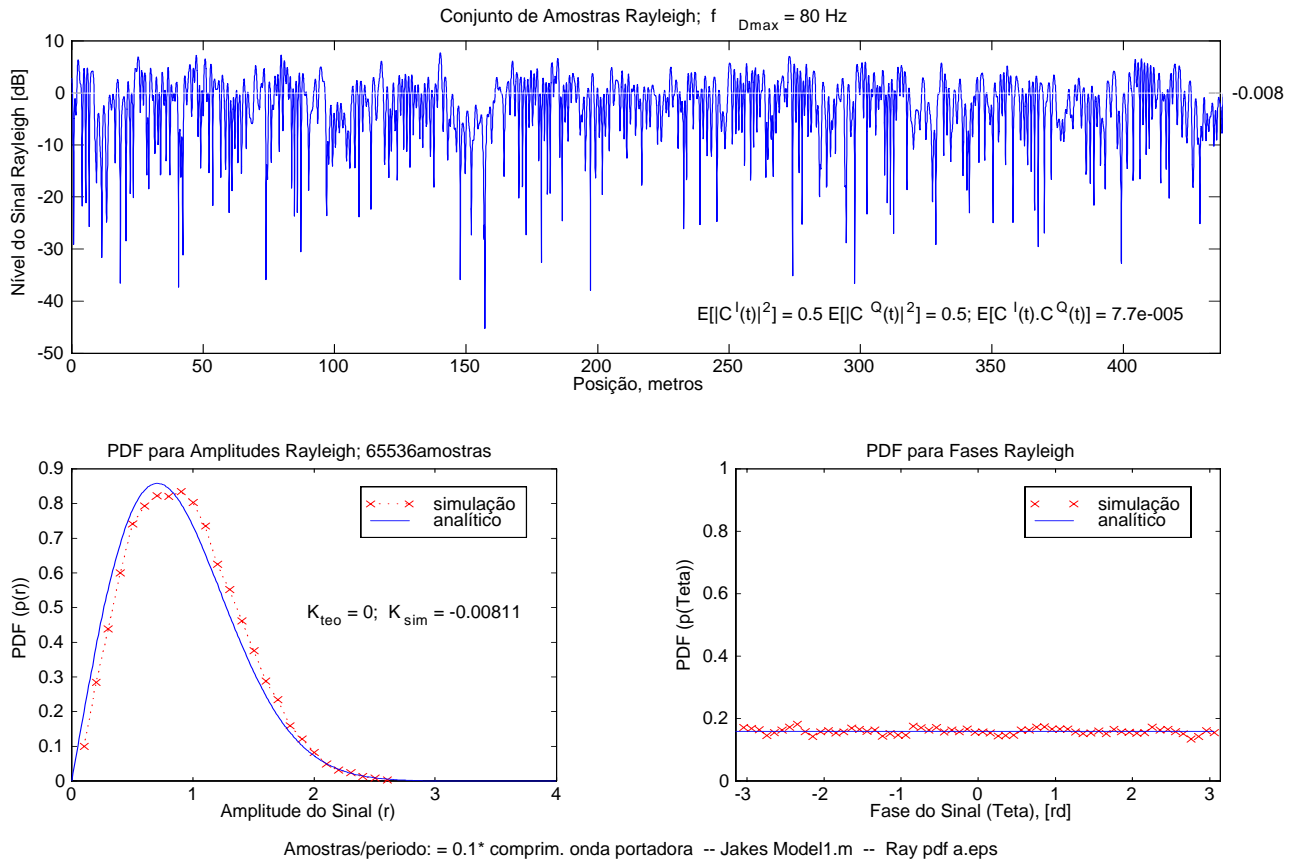 Conjunto de Amostras Rayleigh; f Dmax = 80 Hz
Nível do Sinal Rayleigh [dB]
10
0
-10
-20
-30
-40
-50
-0.008
E[|C I(t)|2] = 0.5 E[|C Q(t)|2] = 0.5; E[C I(t).C Q(t)] = 7.7e-005
0 50 100 150 200 250 300 350 400
Posição, metros
PDF para Amplitudes Rayleigh; 65536amostras
PDF (p(r))
0.9
0.8
0.7
0.6
0.5
0.4
0.3
0.2
0.1
0
simulação
analítico
K teo = 0; K sim = -0.00811
0 1 2 3 4
Amplitude do Sinal (r)
PDF para Fases Rayleigh
PDF (p(Teta))
1
0.8
0.6
0.4
0.2
0
simulação
analítico
-3 -2 -1 0 1 2 3
Fase do Sinal (Teta), [rd]
Amostras/periodo: = 0.1* comprim. onda portadora -- Jakes Model1.m -- Ray pdf a.eps